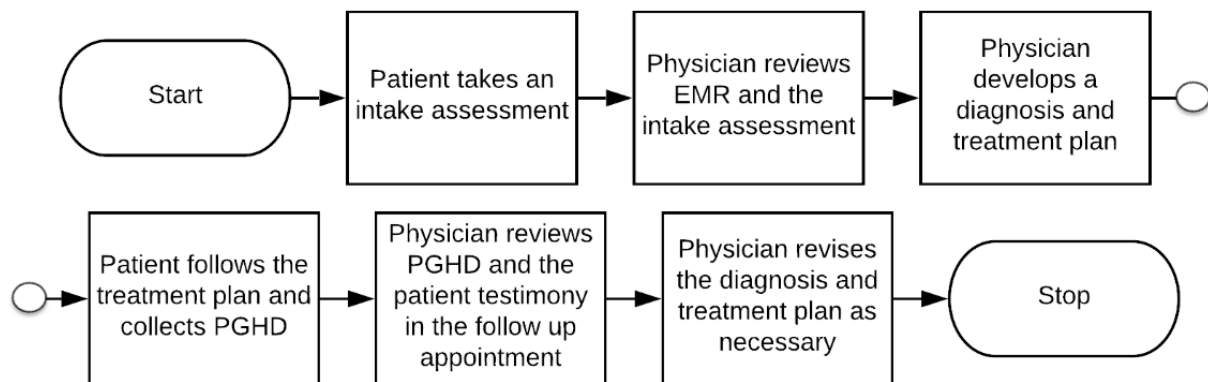 Start
Patient takes an
intake assessment
Physician reviews
EMR and the
intake assessment
Physician
develops a
diagnosis and
treatment plan
Patient follows the
treatment plan and
collects PGHD
Physician reviews
PGHD and the
patient testimony
in the follow up
appointment
Physician revises
the diagnosis and
treatment plan as
necessary
Stop